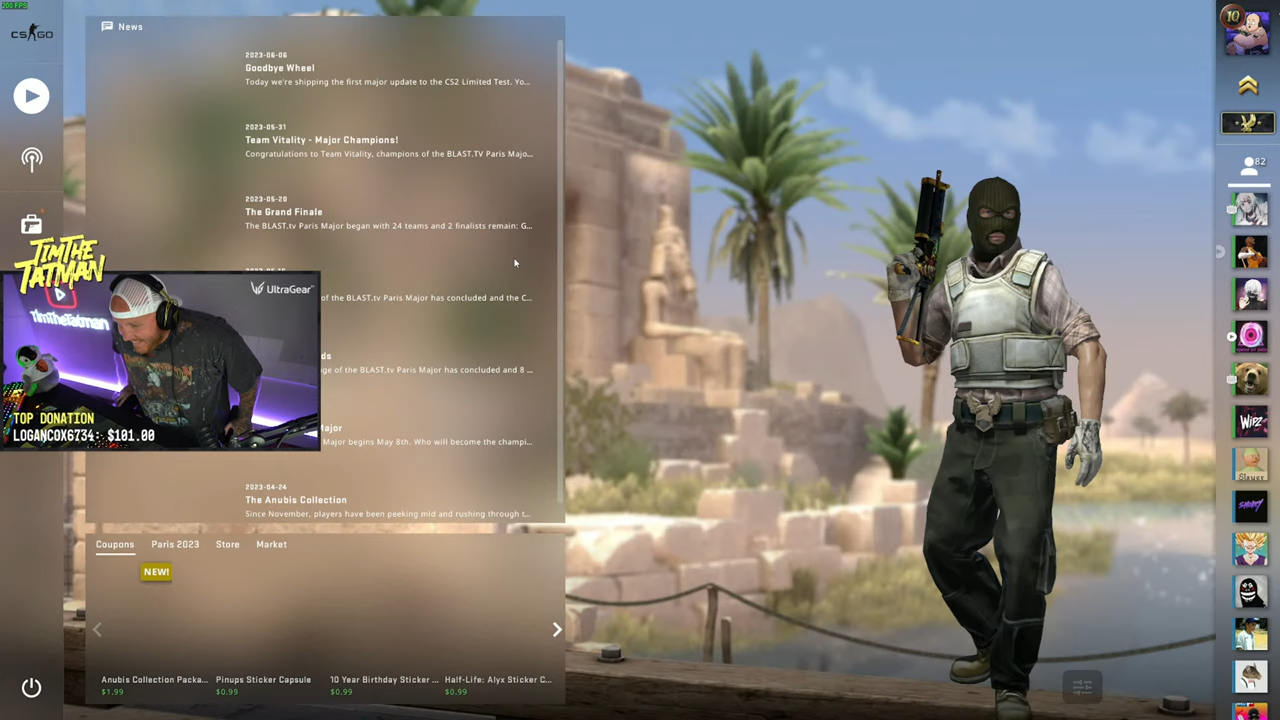 200 FPS
CS GO
News
2023-06-06
Goodbye Wheel
Today we're shipping the first major update to the CS2 Limited Test. Yo...
2023-05-31
Team Vitality - Major Champions!
Congratulations to Team Vitality, champions of the BLAST.TV Paris Majo...
2023-05-20
The Grand Finale
The BLAST.tv Paris Major began with 24 teams and 2 finalists remain: G...
of the BLAST.tv Paris Major has concluded and the C...
ds
ge of the BLAST.tv Paris Major has concluded and 8 ...
Major
Major begins May 8th. Who will become the champi...
2023-04-24
The Anubis Collection
Since November, players have been peeking mid and rushing through t...
TIMTHE
TATMAN
UltraGear
TimTheTatman
TOP DONATION
LOGANCOX6734: $101.00
Coupons Paris 2023 Store Market
NEW!
Anubis Collection Packa... Pinups Sticker Capsule 10 Year Birthday Sticker ... Half-Life: Alyx Sticker C...
$1.99 $0.99 $0.99 $0.99
10
82
WIPZ